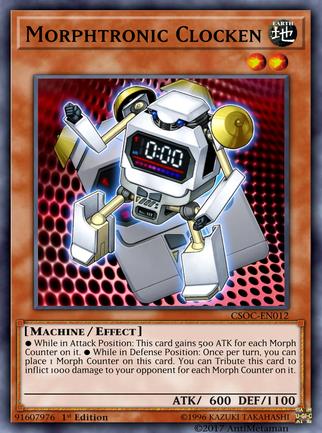 Morphtronic Clocken
EARTH
地
0:00
CSOC-EN012
[Machine / Effect]
● While in Attack Position: This card gains 500 ATK for each Morph
Counter on it. ● While in Defense Position: Once per turn, you can
place 1 Morph Counter on this card. You can Tribute this card to
inflict 1000 damage to your opponent for each Morph Counter on it.
ATK/ 600 DEF/1100
91607976 1st Edition ©1996 KAZUKI TAKAHASHI
©2017 AntiMetaman